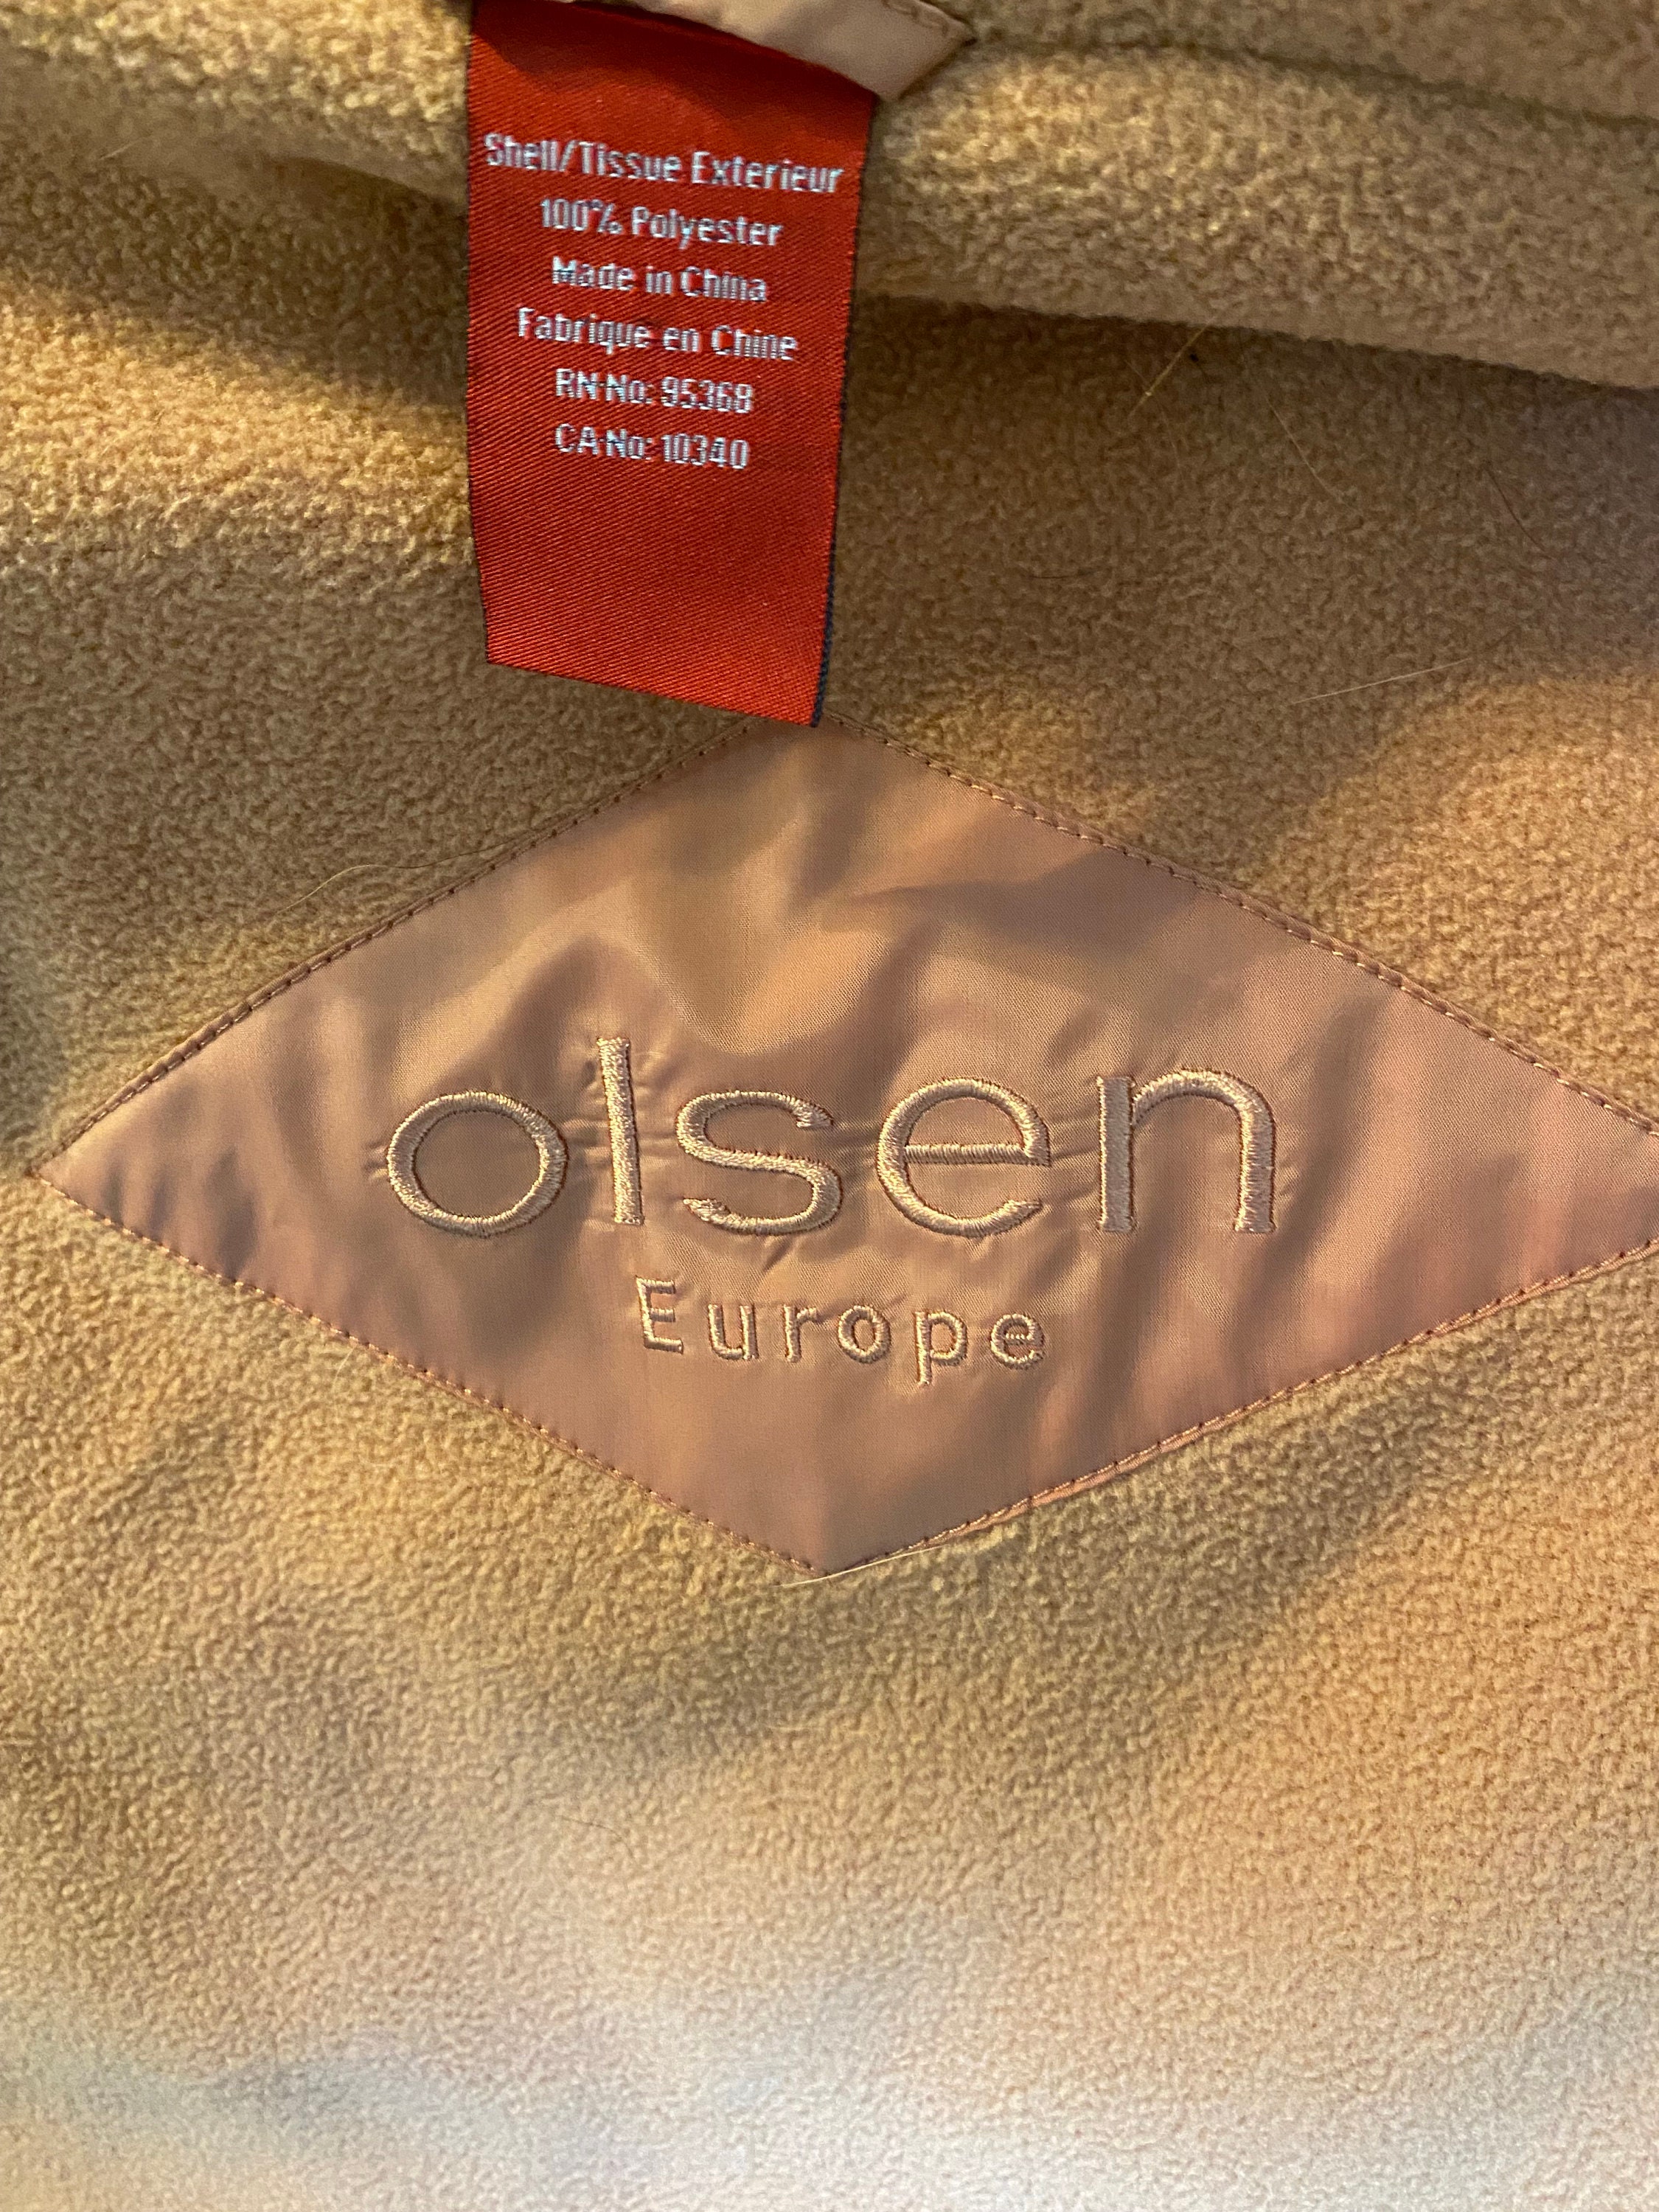 Shell/Tissue Exterieur
100% Polyester
Made in China
Fabrique en Chine
RN-No: 95368
CA-No: 10340
olsen
Europe